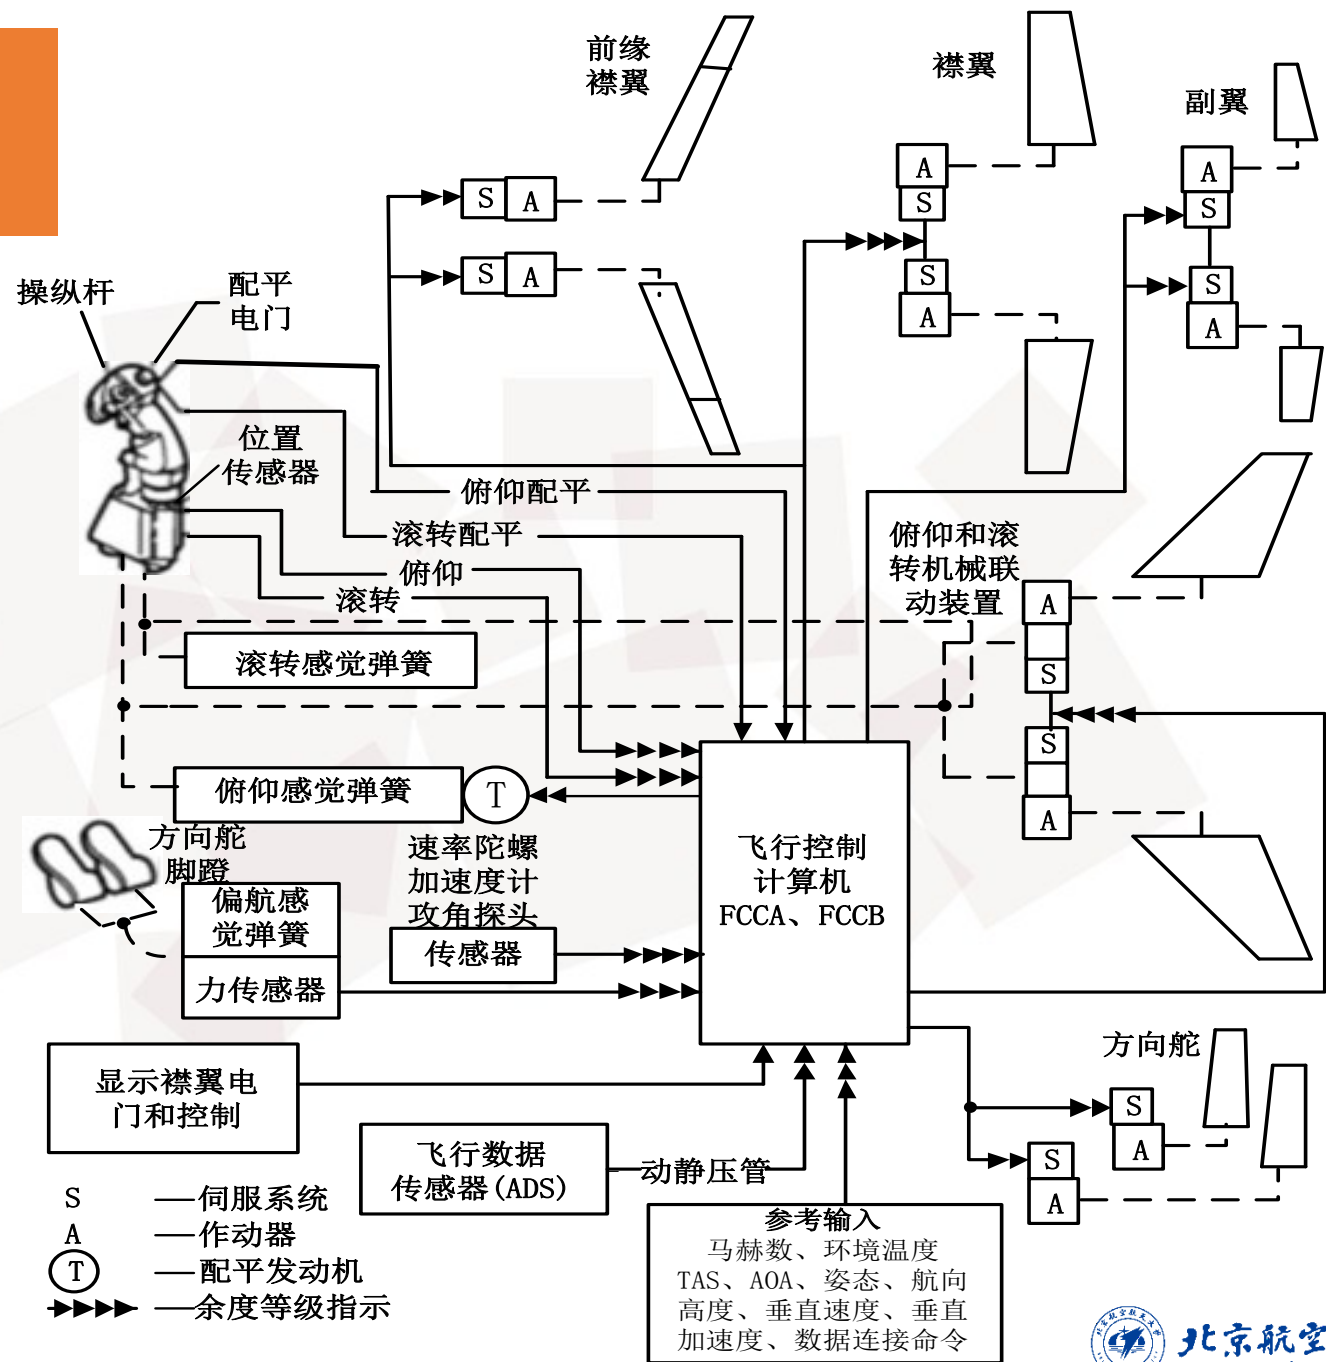 前缘
襟翼
襟翼
副翼
A
S
S
A
A
S
S
A
S A
S A
操纵杆
配平
电门
位置
传感器
俯仰配平
滚转配平
俯仰
滚转
俯仰和滚
转机械联
动装置
A
S
S
A
滚转感觉弹簧
俯仰感觉弹簧
T
方向舵
脚蹬
偏航感
觉弹簧
力传感器
速率陀螺
加速度计
攻角探头
传感器
飞行控制
计算机
FCCA、FCCB
方向舵
S
A
S
A
显示襟翼电
门和控制
飞行数据
传感器(ADS)
动静压管
参考输入
马赫数、环境温度
TAS、AOA、姿态、航向
高度、垂直速度、垂直
加速度、数据连接命令
S —伺服系统
A —作动器
T —配平发动机
—余度等级指示
北京航空